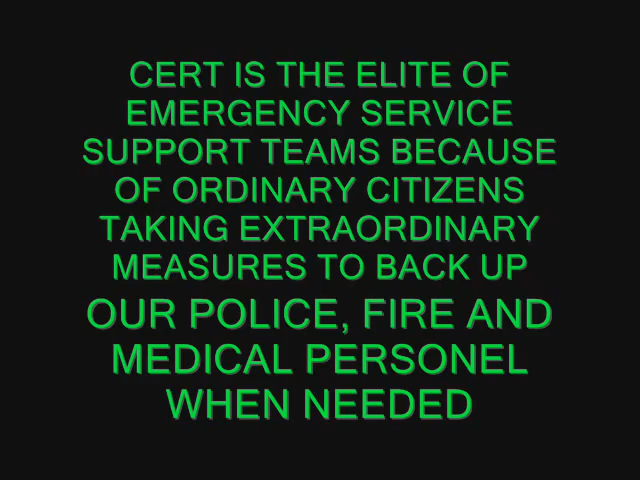 CERT IS THE ELITE OF
EMERGENCY SERVICE
SUPPORT TEAMS BECAUSE
OF ORDINARY CITIZENS
TAKING EXTRAORDINARY
MEASURES TO BACK UP
OUR POLICE, FIRE AND
MEDICAL PERSONEL
WHEN NEEDED